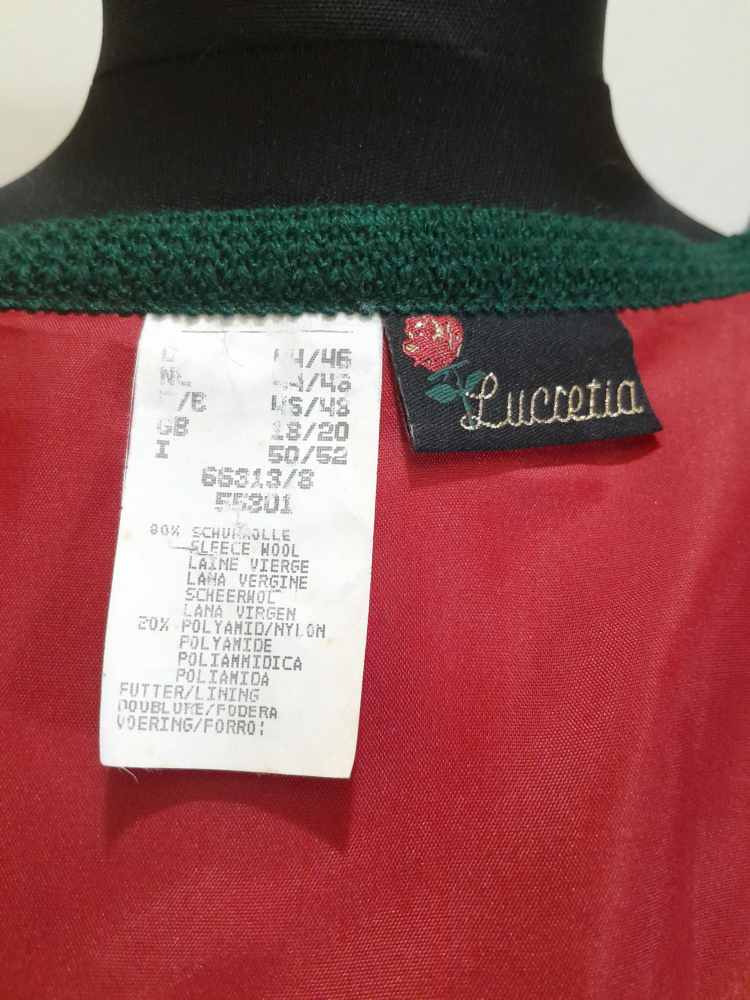 D 44/46
NL 44/46
F/B 46/48
GB 18/20
I 50/52
66313/8
55301
80% SCHURWOLLE
FLEECE WOOL
LAINE VIERGE
LANA VERGINE
SCHEERWOL
LANA VIRGEN
20% POLYAMID/NYLON
POLYAMIDE
POLIAMMIDICA
POLIAMIDA
FUTTER/LINING
DOUBLURE/FODERA
VOERING/FORRO:
Lucretia